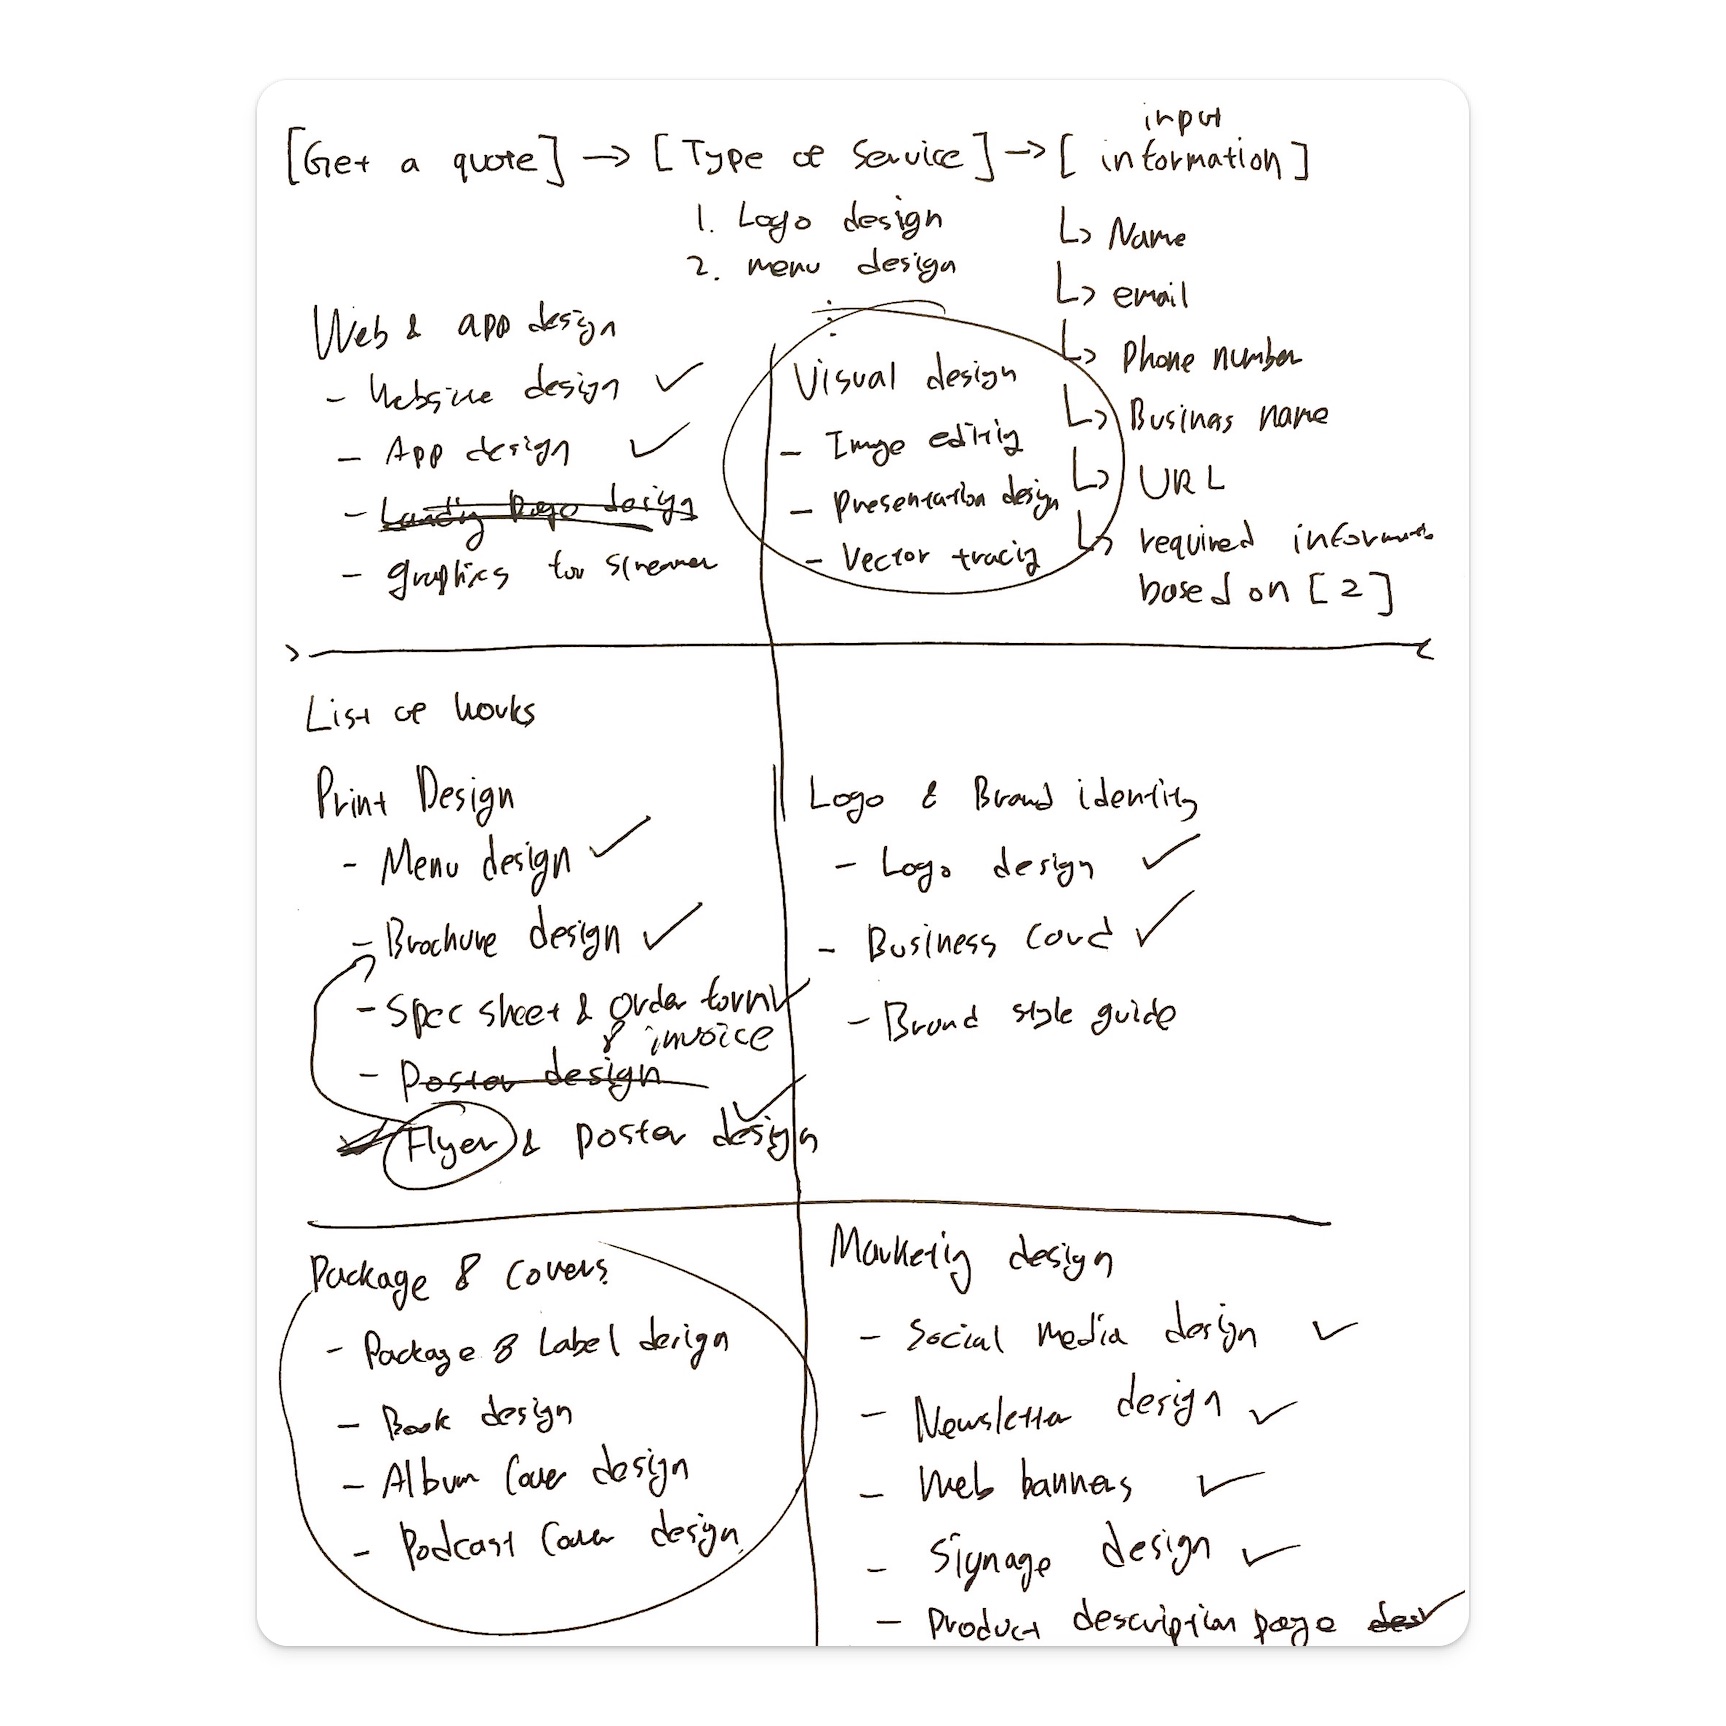 input
[Get a quote] → [Type of Service] → [information]
1. Logo design
2. menu design
↳ Name
↳ email
↳ Phone number
↳ Business name
↳ URL
↳ required informat
based on [2]
Web & app design
- Website design ✓
- App design ✓
- Landing page design
- graphics for streamer
Visual design
- Image editing
- Presentation design
- Vector tracing
List of works
Print Design
- Menu design ✓
- Brochure design ✓
- Spec sheet & Order form ✓
& invoice
- Poster design
Flyer & poster design ✓
Logo & Brand identity
- Logo design ✓
- Business card ✓
- Brand style guide
Package & Covers
- Package & Label design
- Book design
- Album Cover design
- Podcast Cover design
Marketing design
- Social Media design ✓
- Newsletter design ✓
- Web banners ✓
- Signage design ✓
- Product description page des ✓